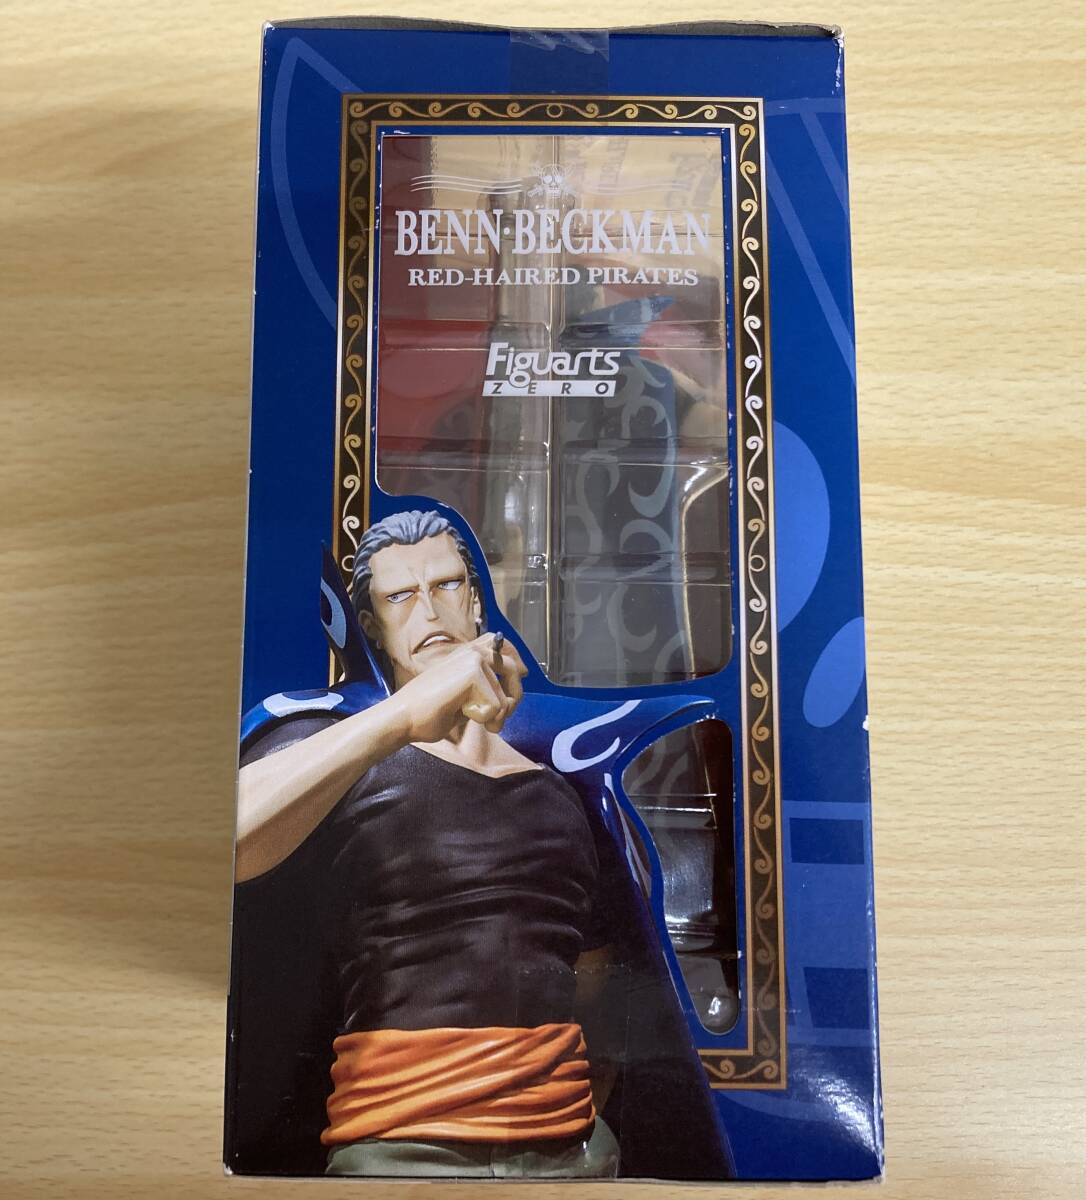 BENN·BECKMAN
RED-HAIRED PIRATES
Figuarts
ZERO